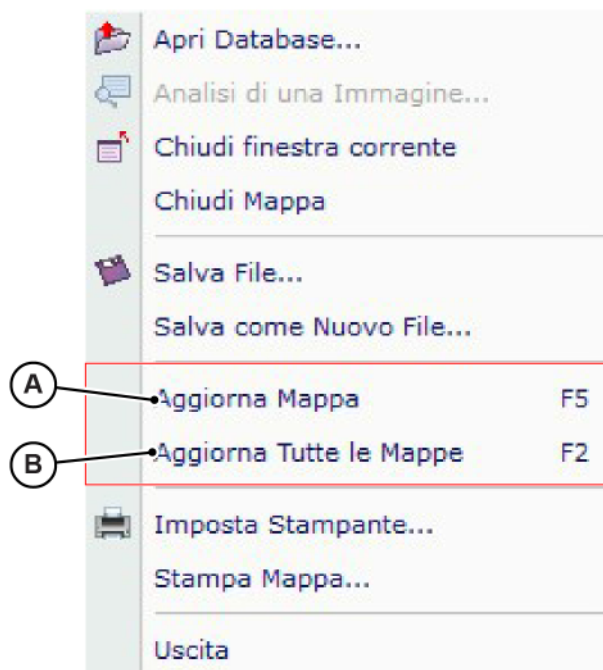 Apri Database...
Analisi di una Immagine...
Chiudi finestra corrente
Chiudi Mappa
Salva File...
Salva come Nuovo File...
A Aggiorna Mappa F5
B Aggiorna Tutte le Mappe F2
Imposta Stampante...
Stampa Mappa...
Uscita